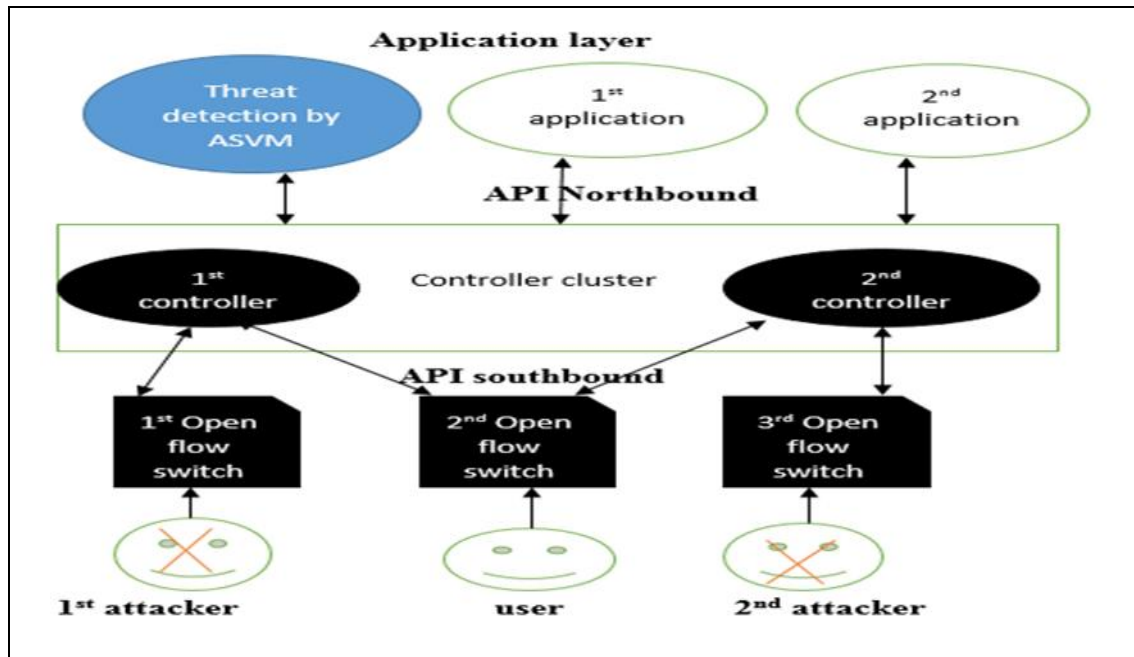 Application layer
Threat
detection by
ASVM
1st
application
2nd
application
API Northbound
1st
controller
Controller cluster
2nd
controller
API southbound
1st Open
flow
switch
2nd Open
flow
switch
3rd Open
flow
switch
1st attacker
user
2nd attacker